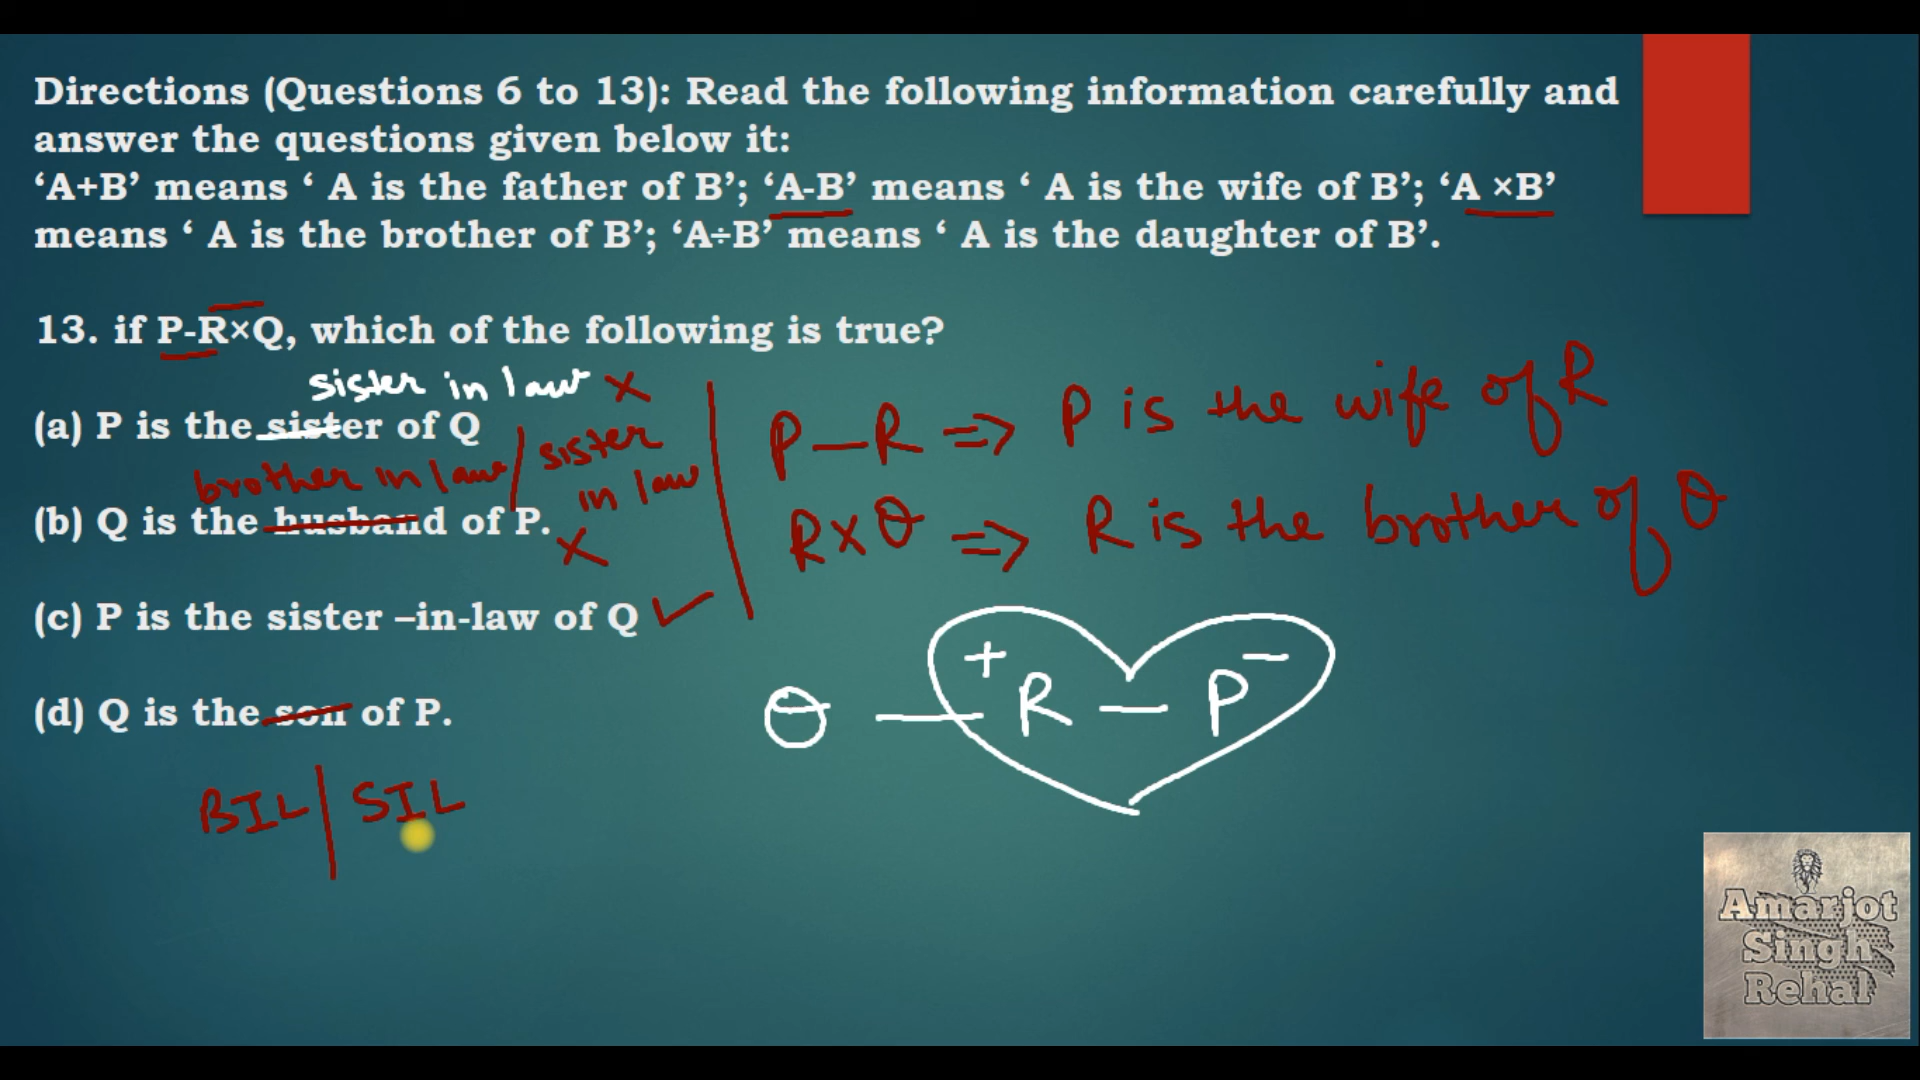 Directions (Questions 6 to 13): Read the following information carefully and
answer the questions given below it:
‘A+B’ means ‘ A is the father of B’; ‘A-B’ means ‘ A is the wife of B’; ‘A ×B’
means ‘ A is the brother of B’; ‘A÷B’ means ‘ A is the daughter of B’.
13. if P-R×Q, which of the following is true?
sister in law ×
(a) P is the sister of Q
brother in law / sister
in law
(b) Q is the husband of P.
×
(c) P is the sister –in-law of Q ✓
(d) Q is the son of P.
BIL | SIL
P – R ⇒ P is the wife of R
R × Q ⇒ R is the brother of Q
Q — + R — P –
Amarjot
Singh
Rehal